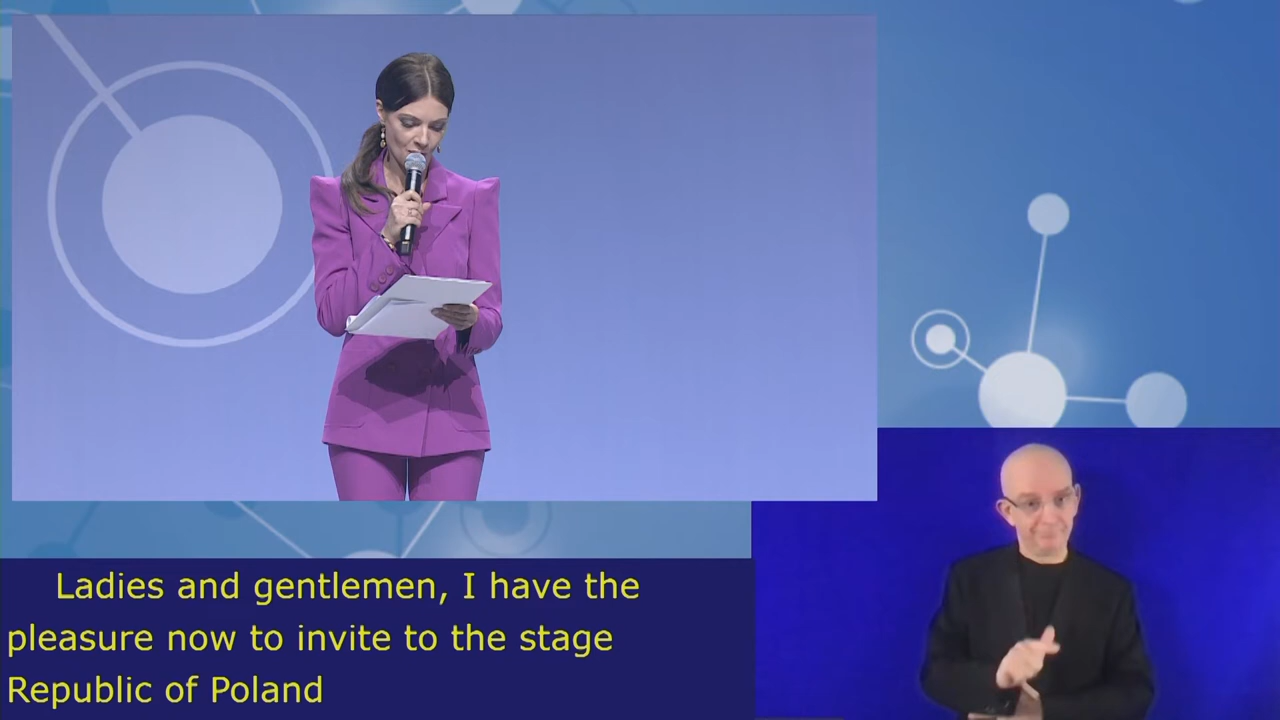 Ladies and gentlemen, I have the
pleasure now to invite to the stage
Republic of Poland